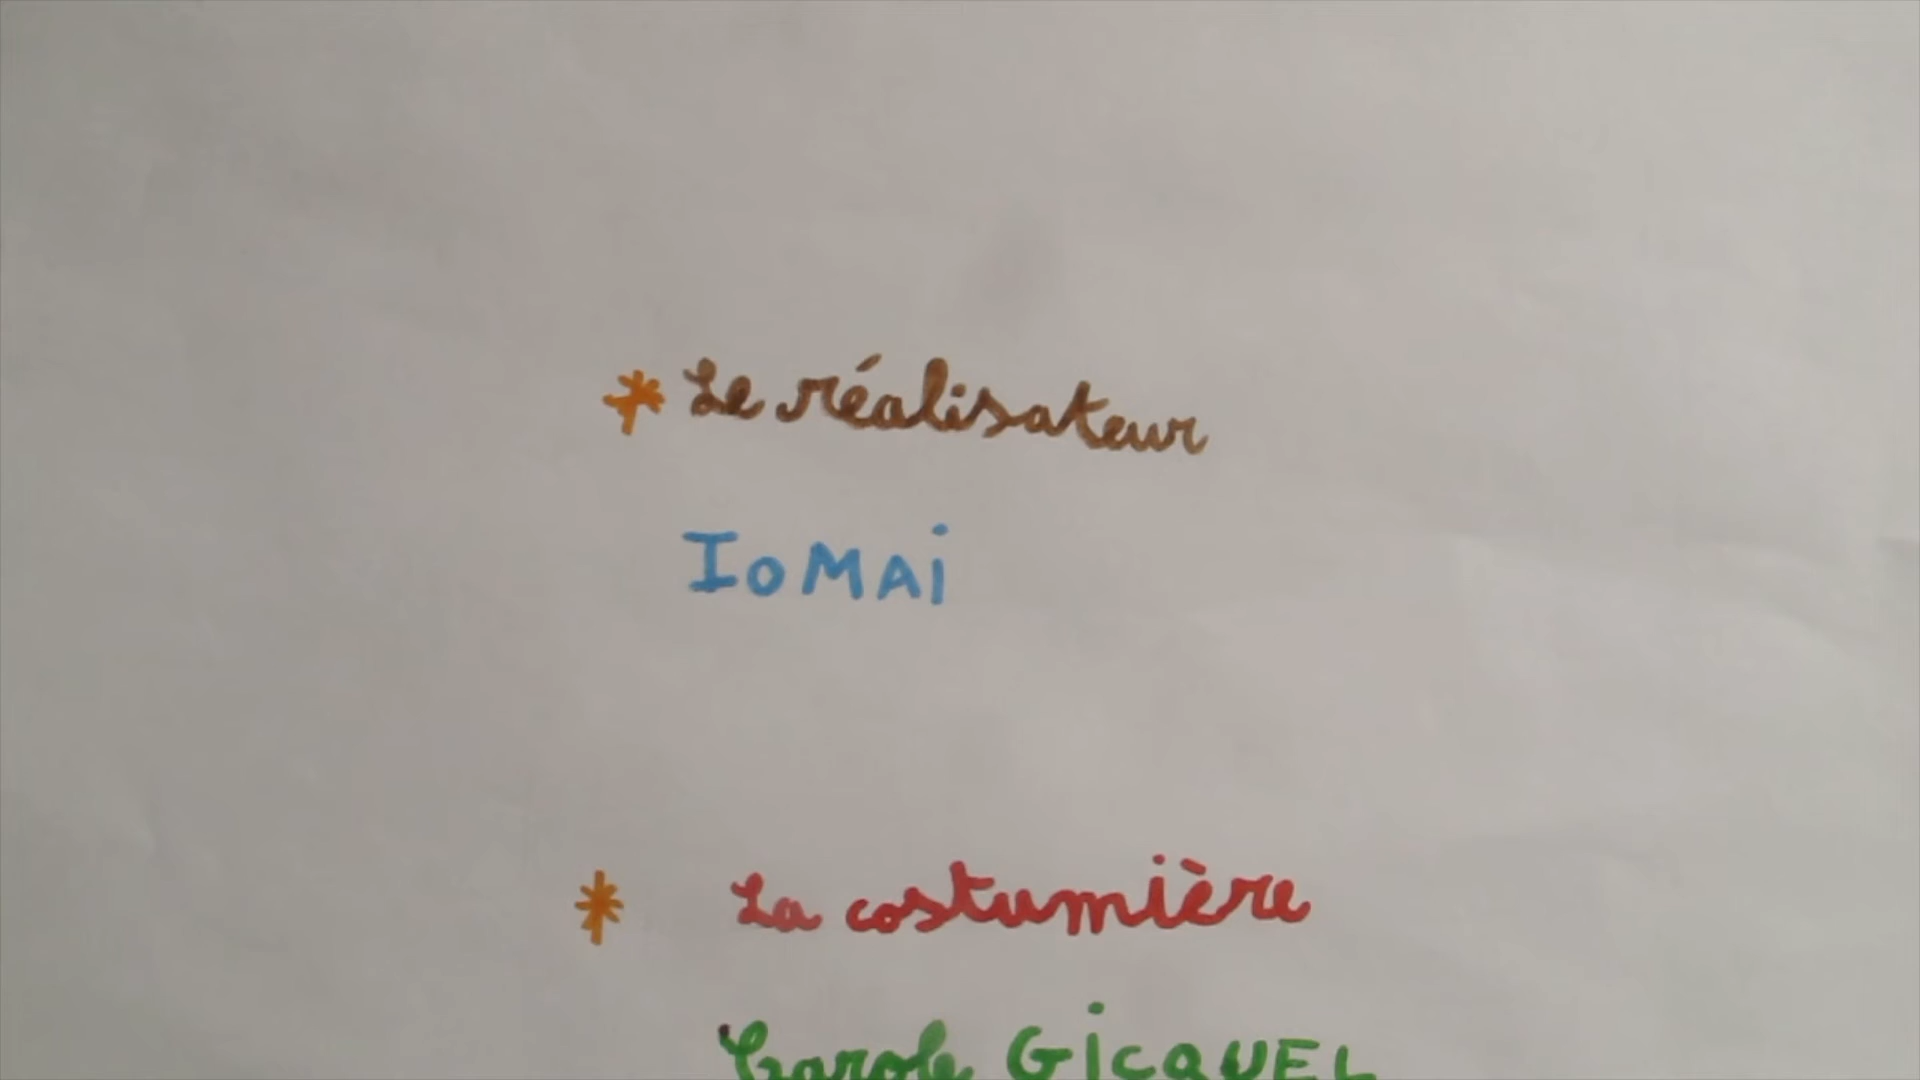 * Le réalisateur
IOMAi
* La costumière
Carole GiCQUEL